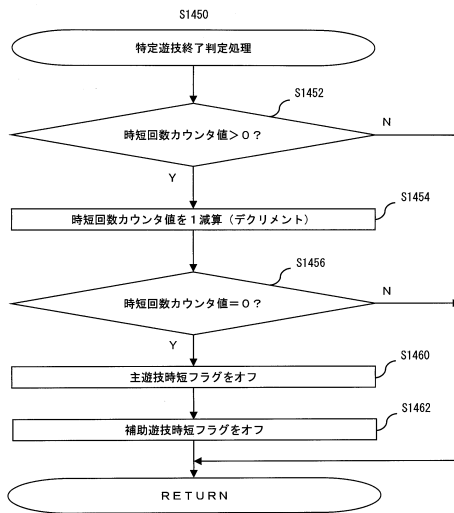 S1450
特定遊技終了判定処理
S1452
時短回数カウンタ値>0?
N
Y
S1454
時短回数カウンタ値を1減算(デクリメント)
S1456
時短回数カウンタ値=0?
N
Y
S1460
主遊技時短フラグをオフ
S1462
補助遊技時短フラグをオフ
RETURN